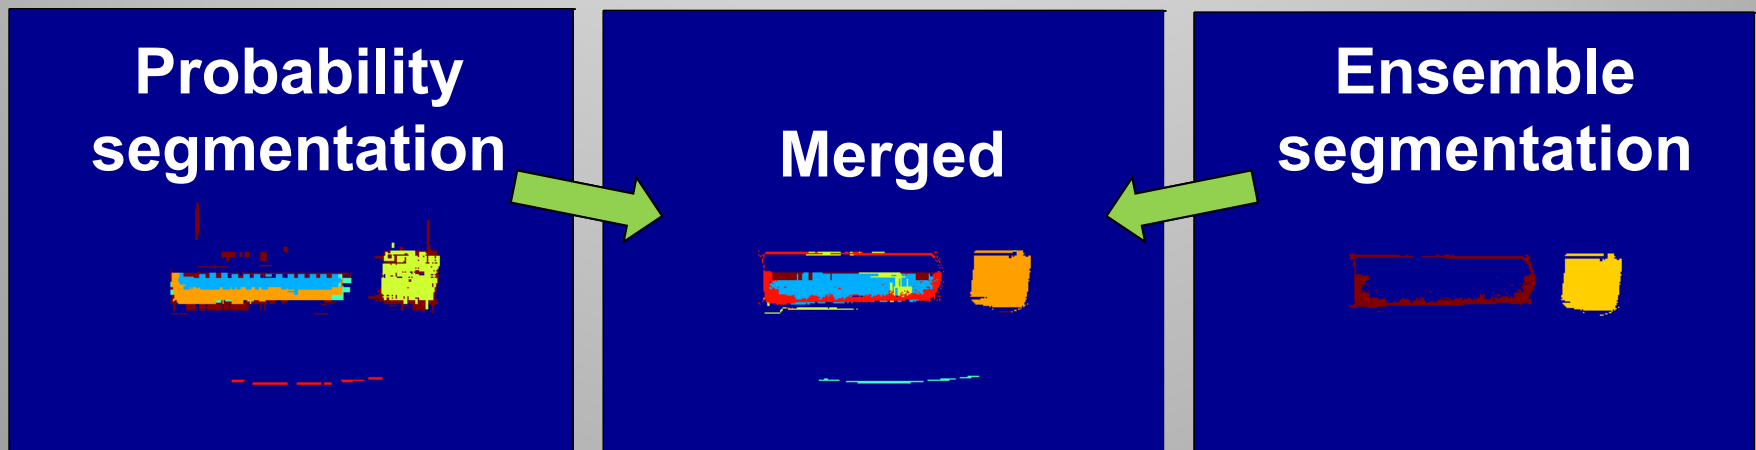 Probability
segmentation
Merged
Ensemble
segmentation